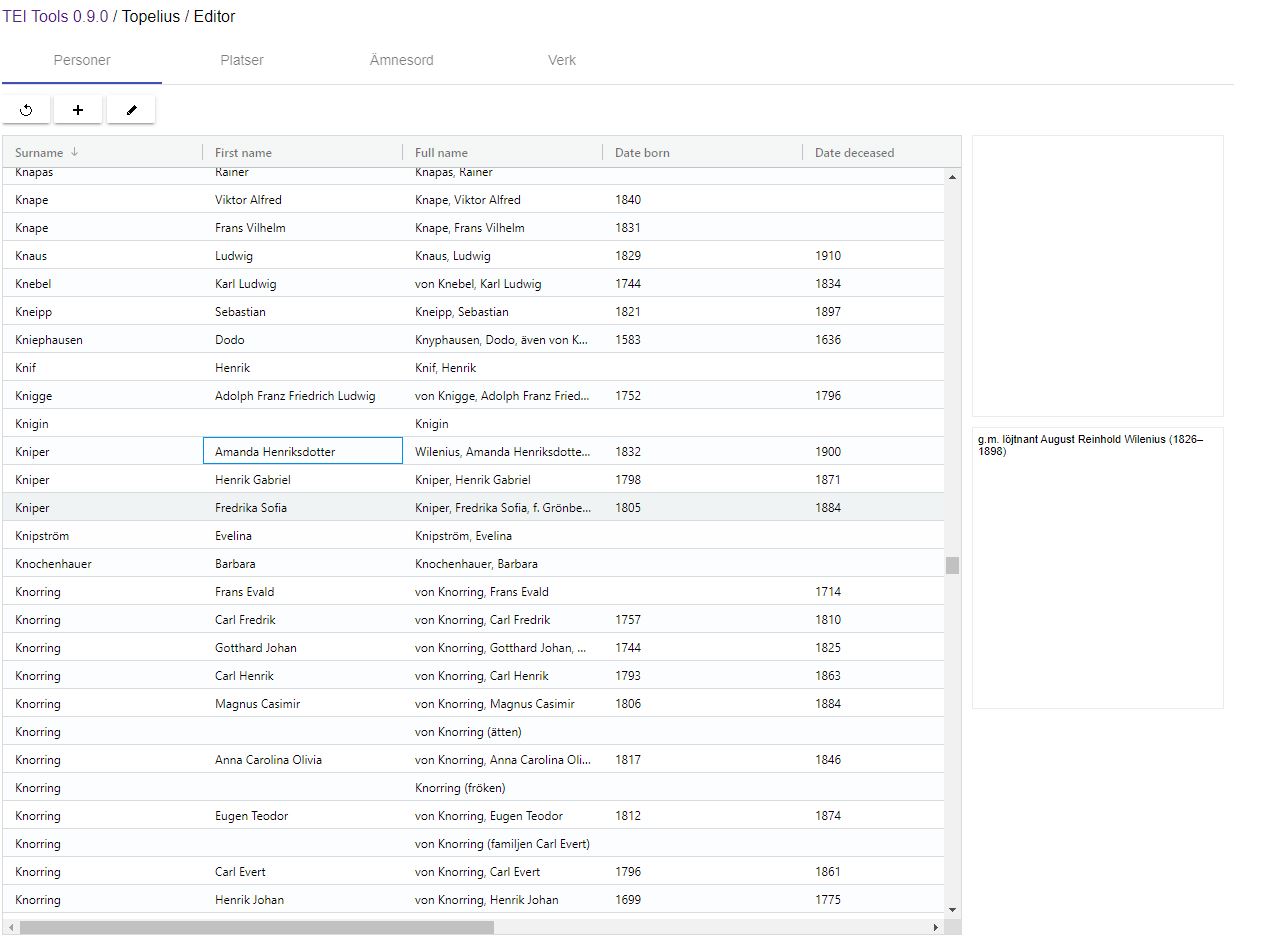 TEI Tools 0.9.0 / Topelius / Editor
Personer Platser Ämnesord Verk
Surname First name Full name Date born Date deceased
Knapas Rainer Knapas, Rainer
Knape Viktor Alfred Knape, Viktor Alfred 1840
Knape Frans Vilhelm Knape, Frans Vilhelm 1831
Knaus Ludwig Knaus, Ludwig 1829 1910
Knebel Karl Ludwig von Knebel, Karl Ludwig 1744 1834
Kneipp Sebastian Kneipp, Sebastian 1821 1897
Kniephausen Dodo Knyphausen, Dodo, även von K... 1583 1636
Knif Henrik Knif, Henrik
Knigge Adolph Franz Friedrich Ludwig von Knigge, Adolph Franz Fried... 1752 1796
Knigin Knigin
Kniper Amanda Henriksdotter Wilenius, Amanda Henriksdotte... 1832 1900
Kniper Henrik Gabriel Kniper, Henrik Gabriel 1798 1871
Kniper Fredrika Sofia Kniper, Fredrika Sofia, f. Grönbe... 1805 1884
Knipström Evelina Knipström, Evelina
Knochenhauer Barbara Knochenhauer, Barbara
Knorring Frans Evald von Knorring, Frans Evald 1714
Knorring Carl Fredrik von Knorring, Carl Fredrik 1757 1810
Knorring Gotthard Johan von Knorring, Gotthard Johan, ... 1744 1825
Knorring Carl Henrik von Knorring, Carl Henrik 1793 1863
Knorring Magnus Casimir von Knorring, Magnus Casimir 1806 1884
Knorring von Knorring (ätten)
Knorring Anna Carolina Olivia von Knorring, Anna Carolina Oli... 1817 1846
Knorring Knorring (fröken)
Knorring Eugen Teodor von Knorring, Eugen Teodor 1812 1874
Knorring von Knorring (familjen Carl Evert)
Knorring Carl Evert von Knorring, Carl Evert 1796 1861
Knorring Henrik Johan von Knorring, Henrik Johan 1699 1775
g.m. löjtnant August Reinhold Wilenius (1826–
1898)